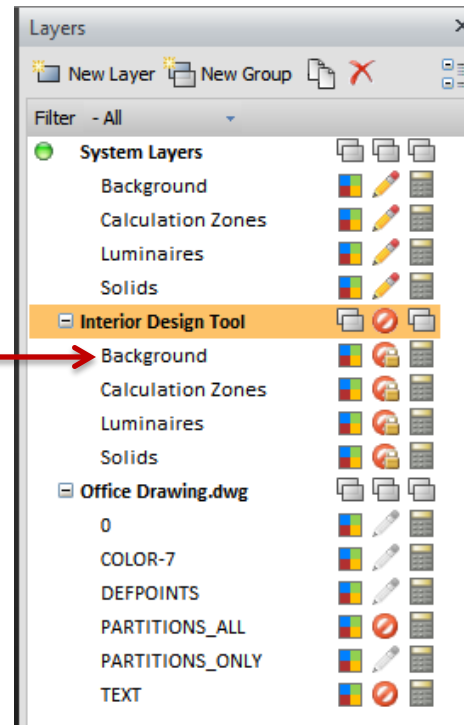 Layers
New Layer New Group
Filter - All
System Layers
Background
Calculation Zones
Luminaires
Solids
Interior Design Tool
Background
Calculation Zones
Luminaires
Solids
Office Drawing.dwg
0
COLOR-7
DEFPOINTS
PARTITIONS_ALL
PARTITIONS_ONLY
TEXT